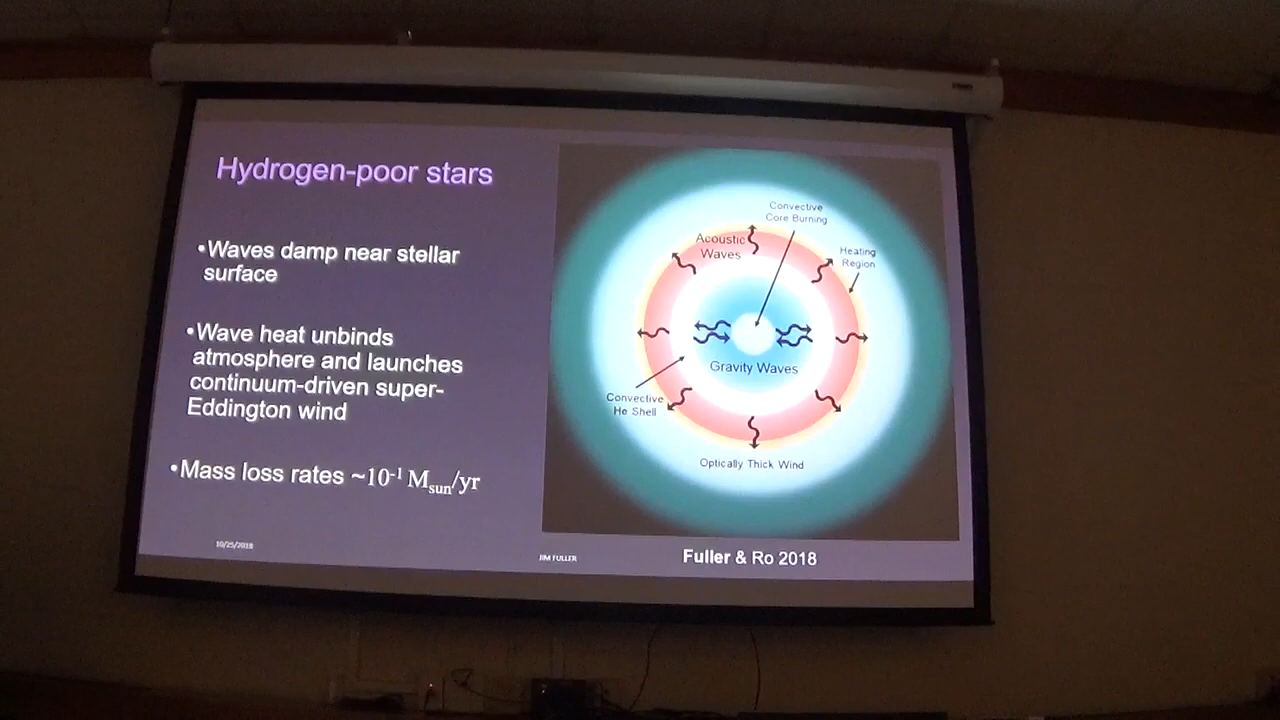 Hydrogen-poor stars
•Waves damp near stellar
surface
•Wave heat unbinds
atmosphere and launches
continuum-driven super-
Eddington wind
•Mass loss rates ~10-1 Msun/yr
10/25/2018
JIM FULLER
Convective
Core Burning
Acoustic
Waves
Heating
Region
Gravity Waves
Convective
He Shell
Optically Thick Wind
Fuller & Ro 2018